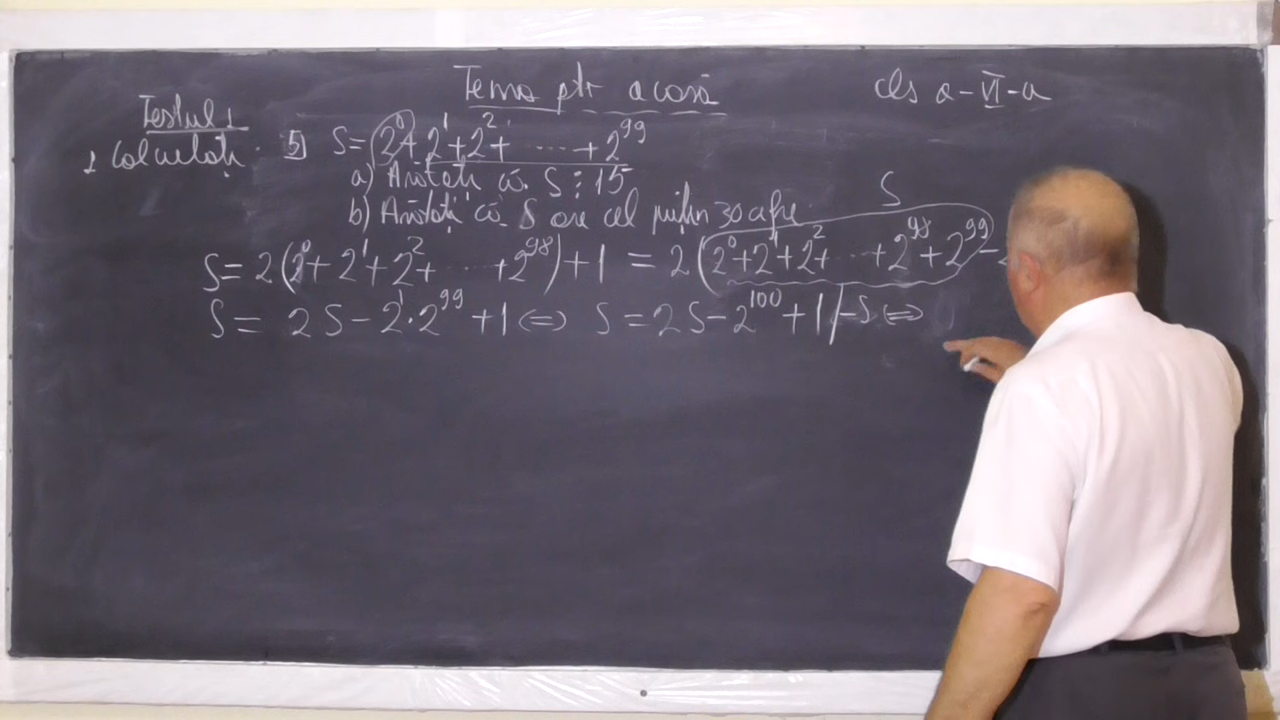 Tema ptr acasă
cls a-VI-a
Testul 1
1 Calculați.
5) S=2⁰+2¹+2²+ ..... +2⁹⁹
a) Arătați că S⋮15
b) Arătați că S are cel puțin 30 cifre.
S
S=2(2⁰+2¹+2²+ ..... +2⁹⁸)+1 = 2(2⁰+2¹+2²+ ..... +2⁹⁸+2⁹⁹-
S= 2S-2¹·2⁹⁹+1 ⇔ S=2S-2¹⁰⁰+1/-S ⇔